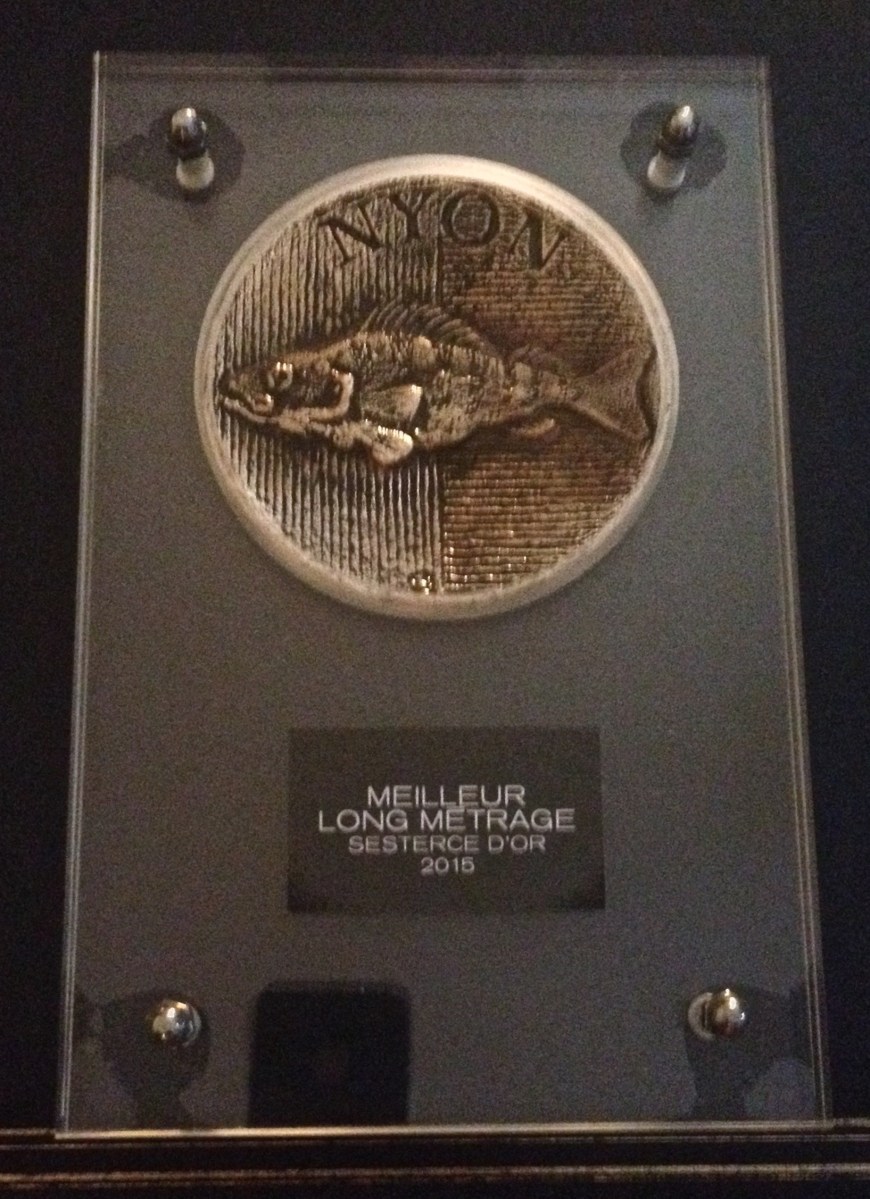 NYON
MEILLEUR
LONG MÉTRAGE
SESTERCE D'OR
2015